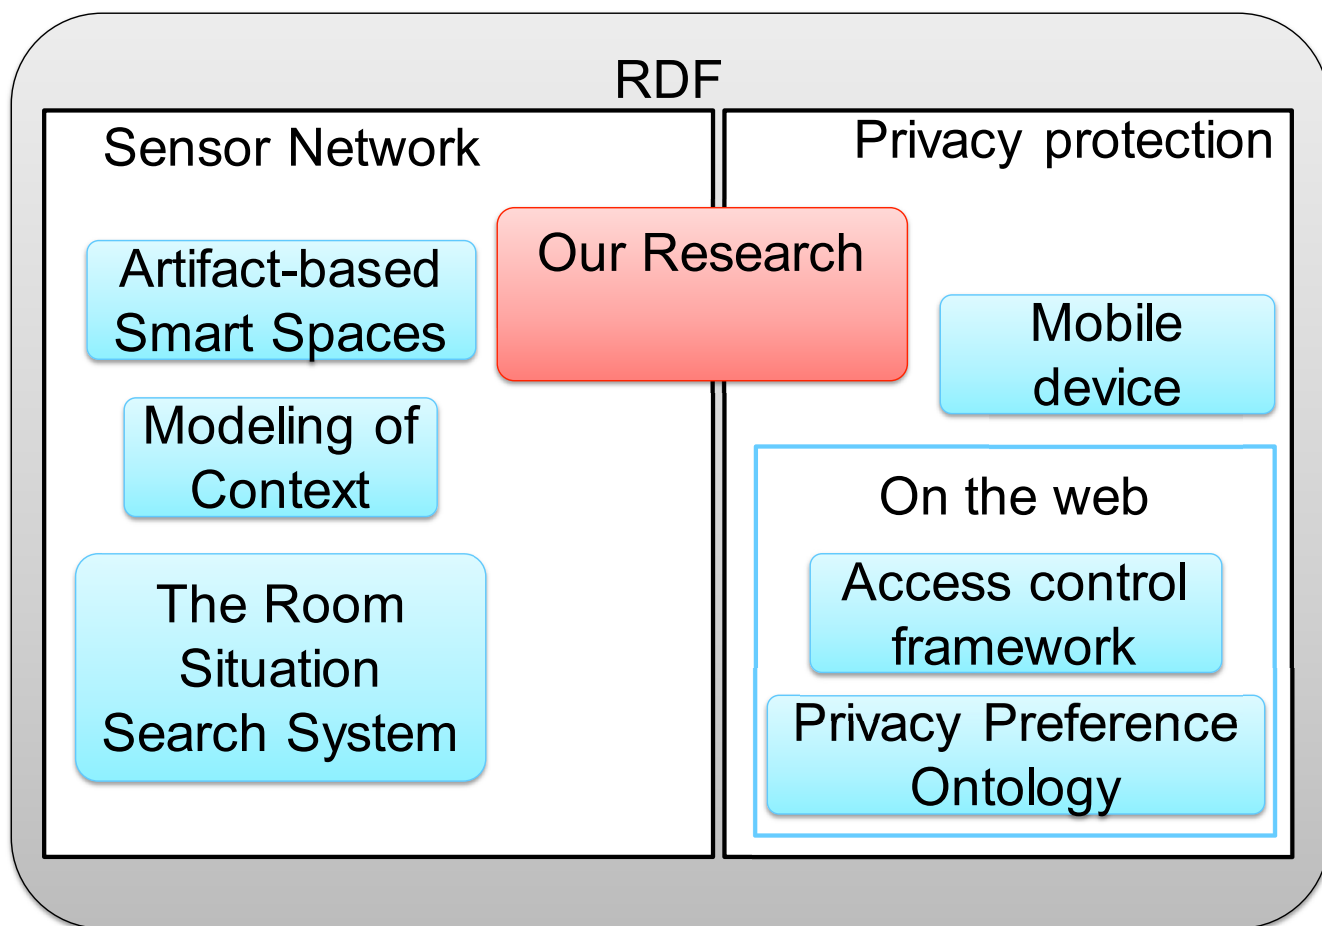 RDF
Sensor Network
Artifact-based
Smart Spaces
Modeling of
Context
The Room
Situation
Search System
Our Research
Privacy protection
Mobile
device
On the web
Access control
framework
Privacy Preference
Ontology